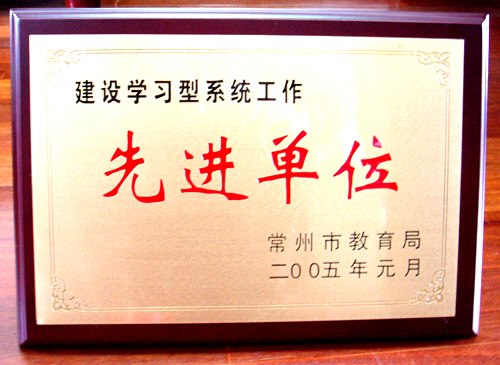 建设学习型系统工作
先进单位
常州市教育局
二00五年元月